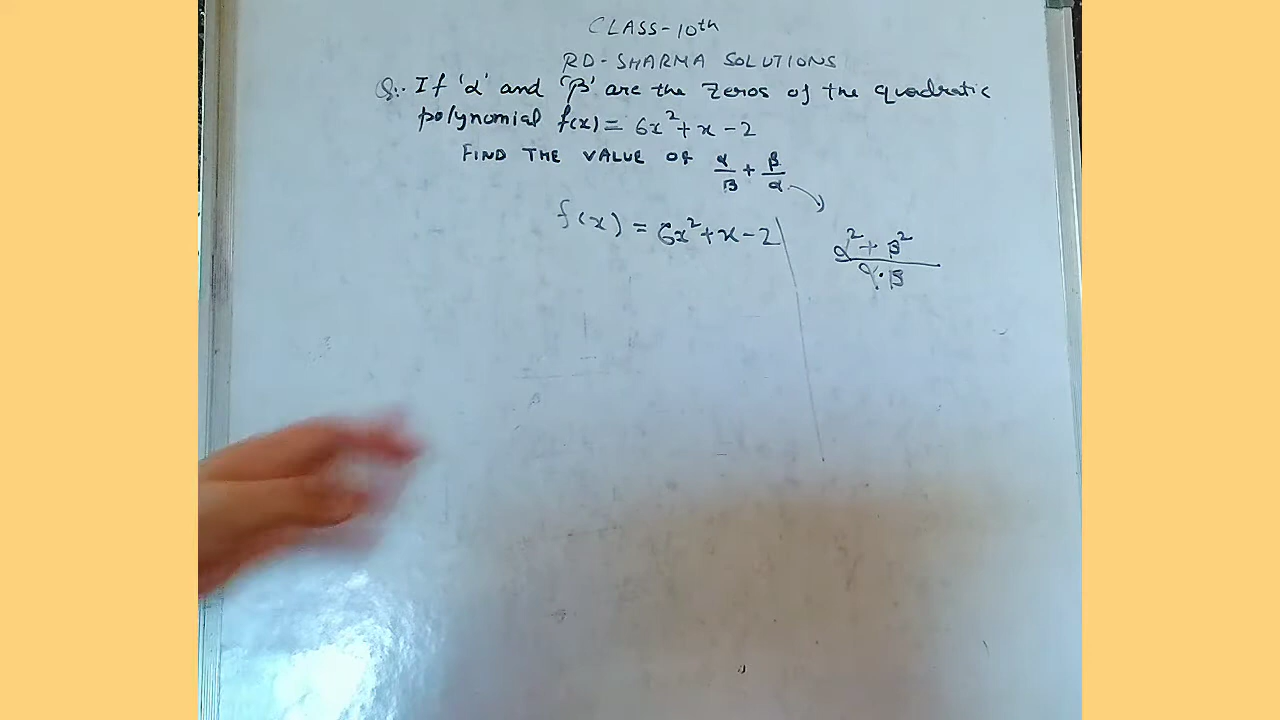 CLASS-10th
RD-SHARMA SOLUTIONS
Q:. If 'α' and 'β' are the zeros of the quadratic
polynomial f(x) = 6x² + x - 2
FIND THE VALUE OF α/β + β/α
f(x) = 6x² + x - 2
α² + β² / α·β